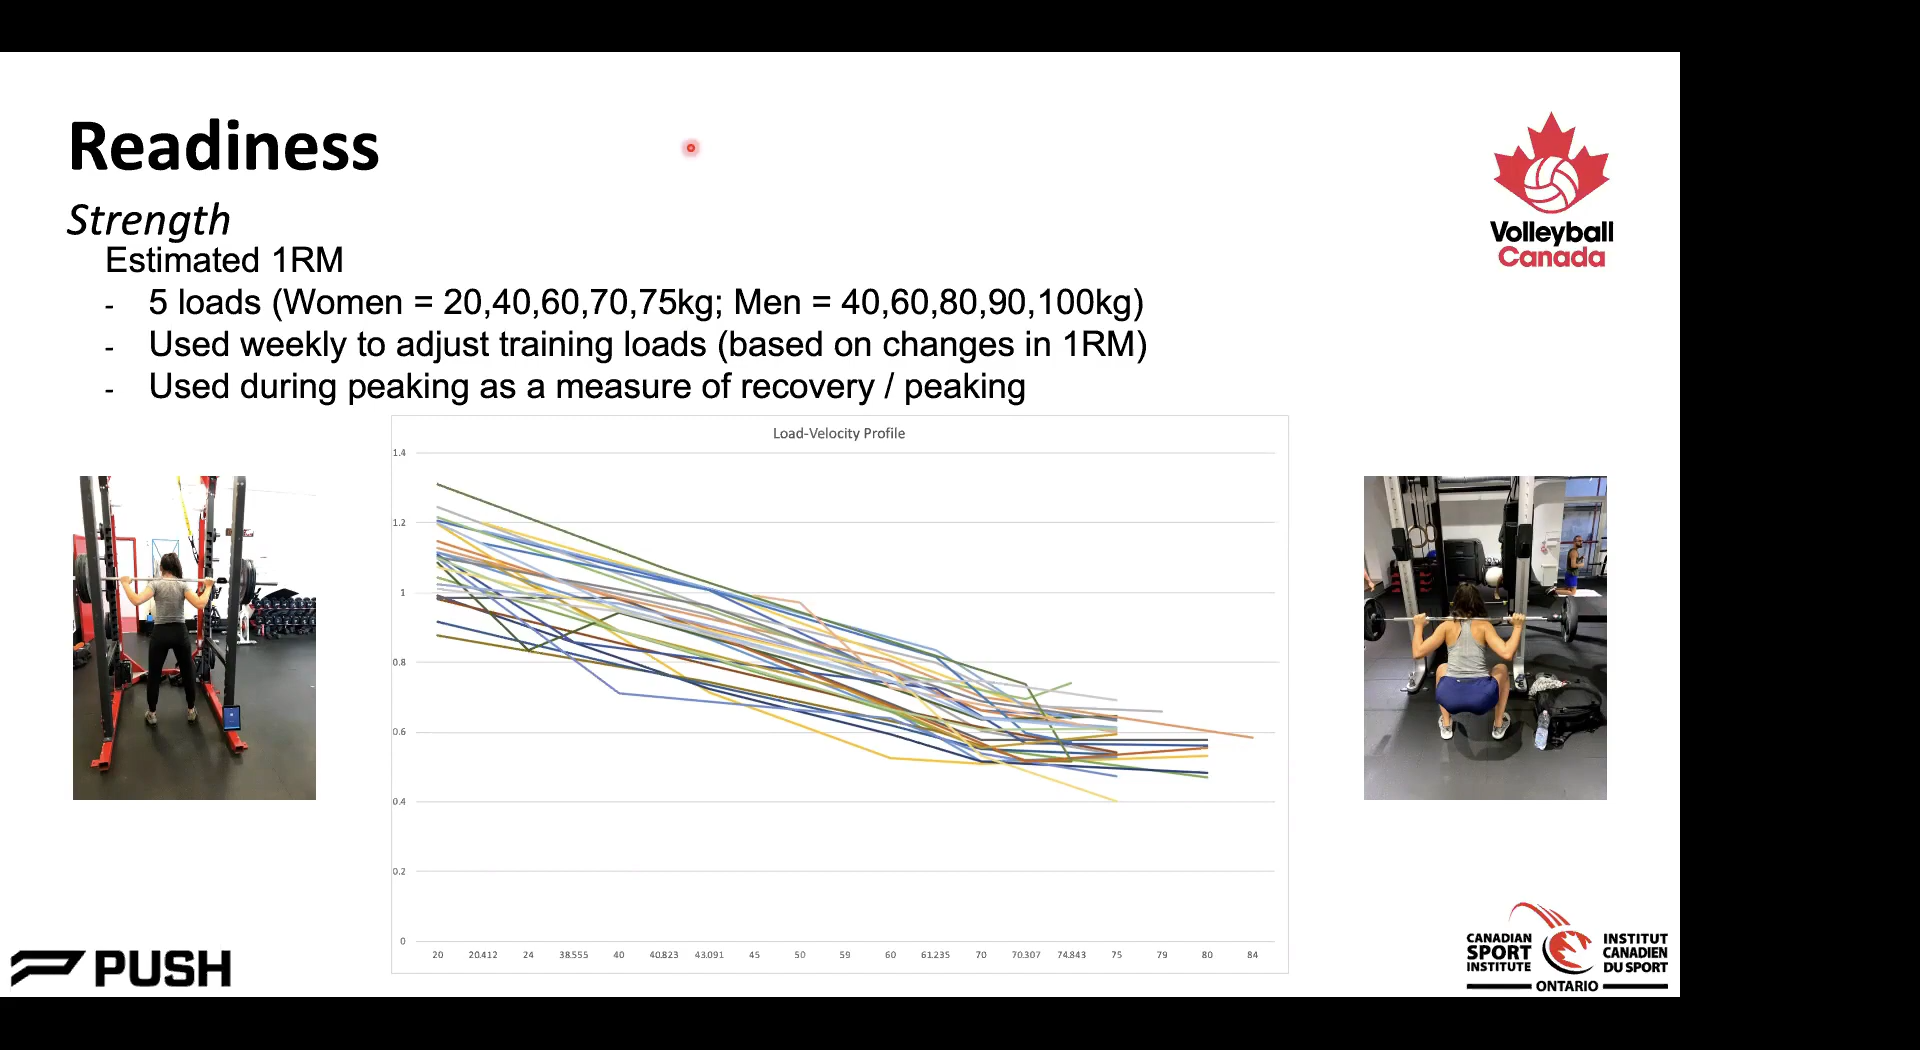 Readiness
Strength
Estimated 1RM
- 5 loads (Women = 20,40,60,70,75kg; Men = 40,60,80,90,100kg)
- Used weekly to adjust training loads (based on changes in 1RM)
- Used during peaking as a measure of recovery / peaking
Volleyball
Canada
Load-Velocity Profile
1.4
1.2
1
0.8
0.6
0.4
0.2
0
20 20.412 24 38.555 40 40.823 43.091 45 50 59 60 61.235 70 70.307 74.843 75 79 80 84
PUSH
CANADIAN
SPORT
INSTITUTE
INSTITUT
CANADIEN
DU SPORT
ONTARIO